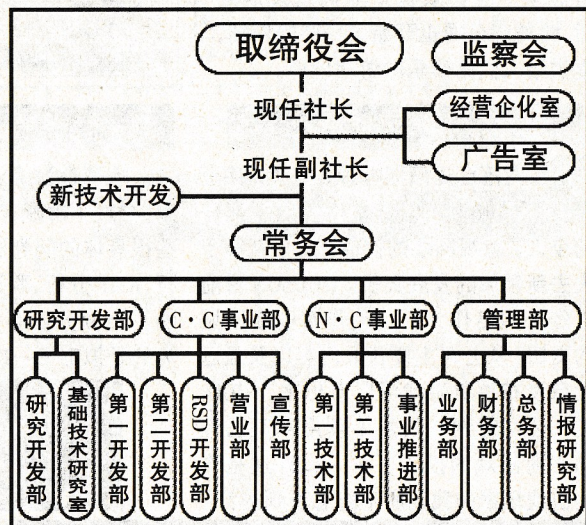 取缔役会
监察会
现任社长
经营企化室
现任副社长
广告室
新技术开发
常务会
研究开发部
C·C事业部
N·C事业部
管理部
研究开发部
基础技术研究室
第一开发部
第二开发部
RSD开发部
营业部
宣传部
第一技术部
第二技术部
事业推进部
业务部
财务部
总务部
情报研究部